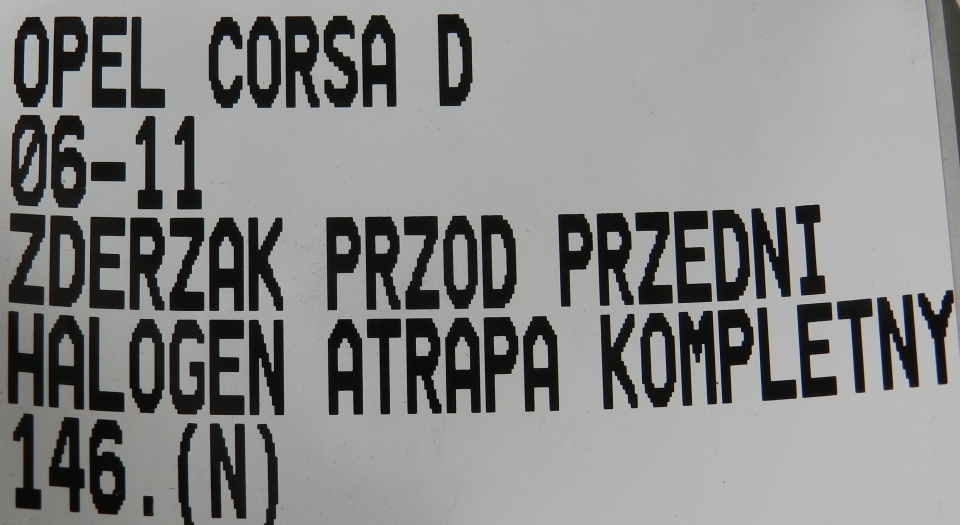 OPEL CORSA D
06-11
ZDERZAK PRZOD PRZEDNI
HALOGEN ATRAPA KOMPLETNY
146.(N)